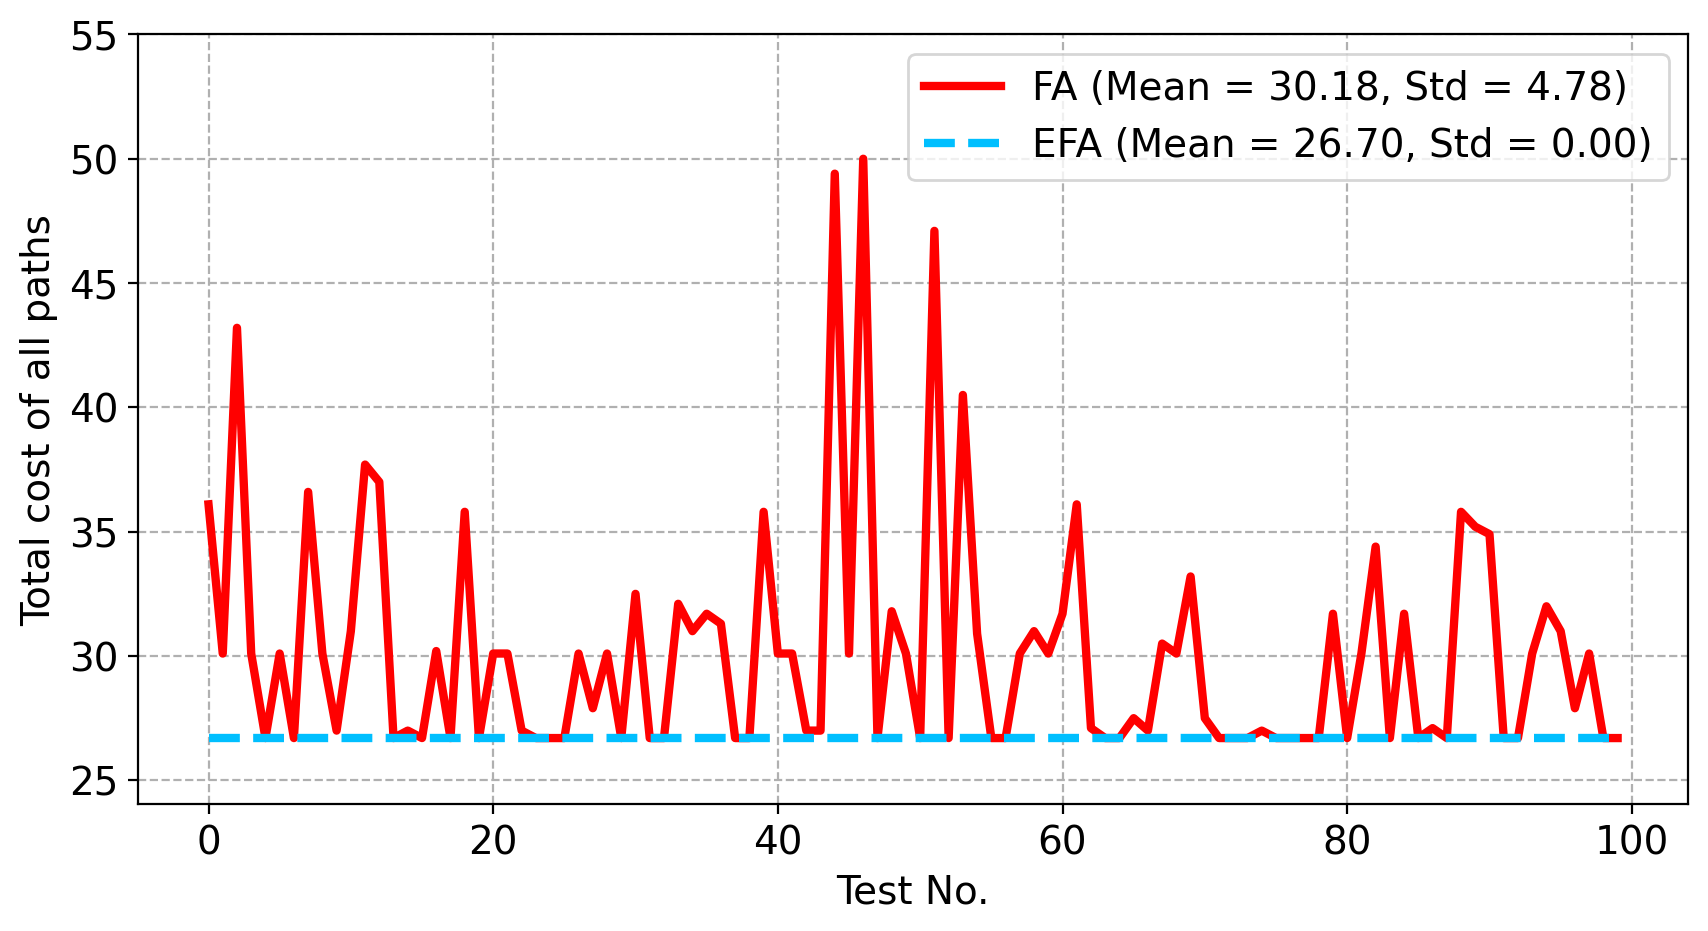 FA (Mean = 30.18, Std = 4.78)
EFA (Mean = 26.70, Std = 0.00)
Total cost of all paths
55
50
45
40
35
30
25
0 20 40 60 80 100
Test No.